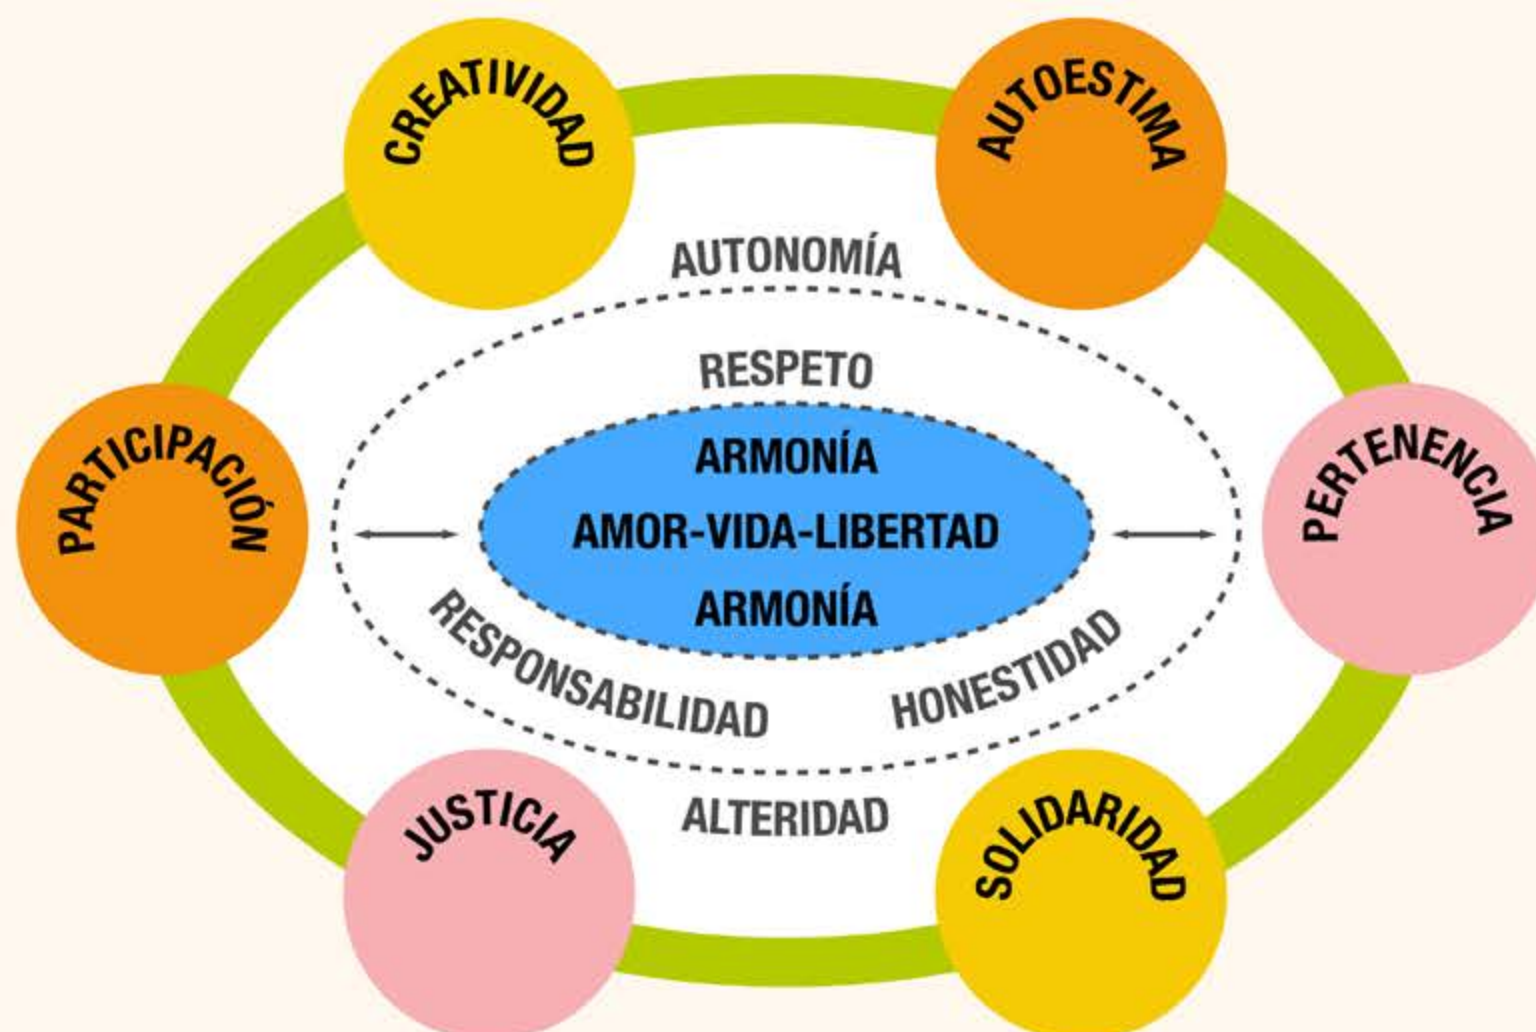 CREATIVIDAD
AUTOESTIMA
AUTONOMÍA
RESPETO
PARTICIPACIÓN
ARMONÍA
AMOR-VIDA-LIBERTAD
ARMONÍA
PERTENENCIA
RESPONSABILIDAD
HONESTIDAD
JUSTICIA
ALTERIDAD
SOLIDARIDAD